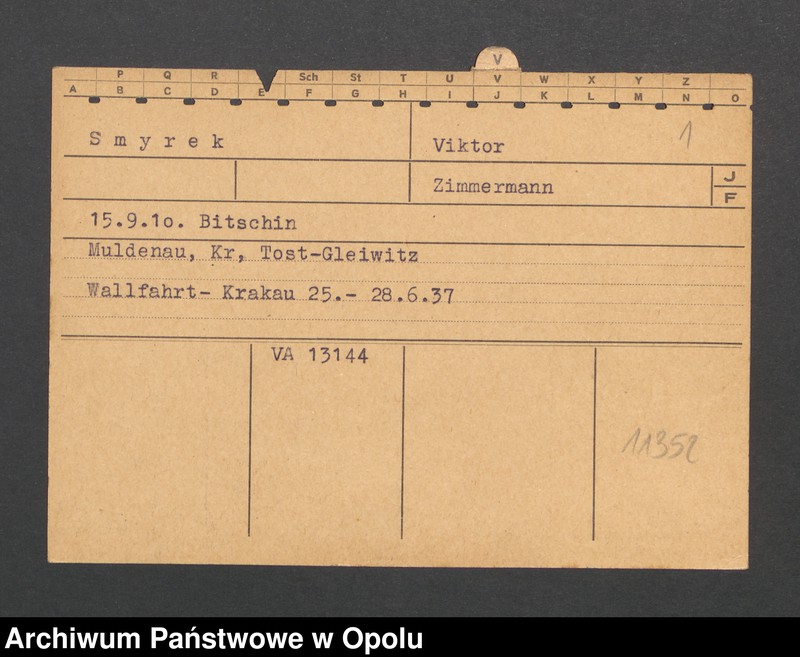 V
P Q R Sch St T U V W X Y Z
A B C D E F G H I J K L M N O
Smyrek Viktor 1
Zimmermann J F
15.9.1o. Bitschin
Muldenau, Kr, Tost-Gleiwitz
Wallfahrt- Krakau 25.- 28.6.37
VA 13144
11352
Archiwum Państwowe w Opolu